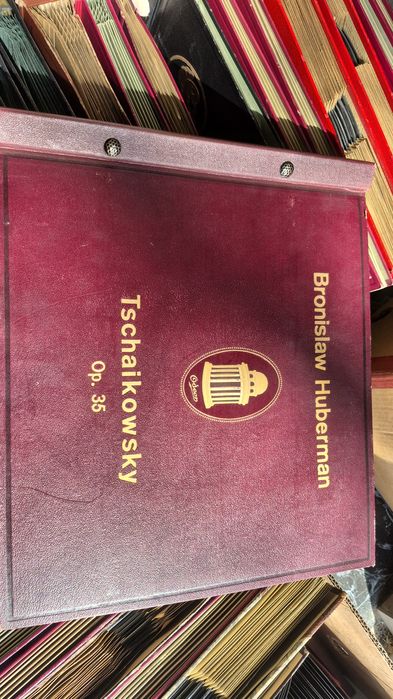 Bronislaw Huberman
Odeon
Tschaikowsky
Op. 35